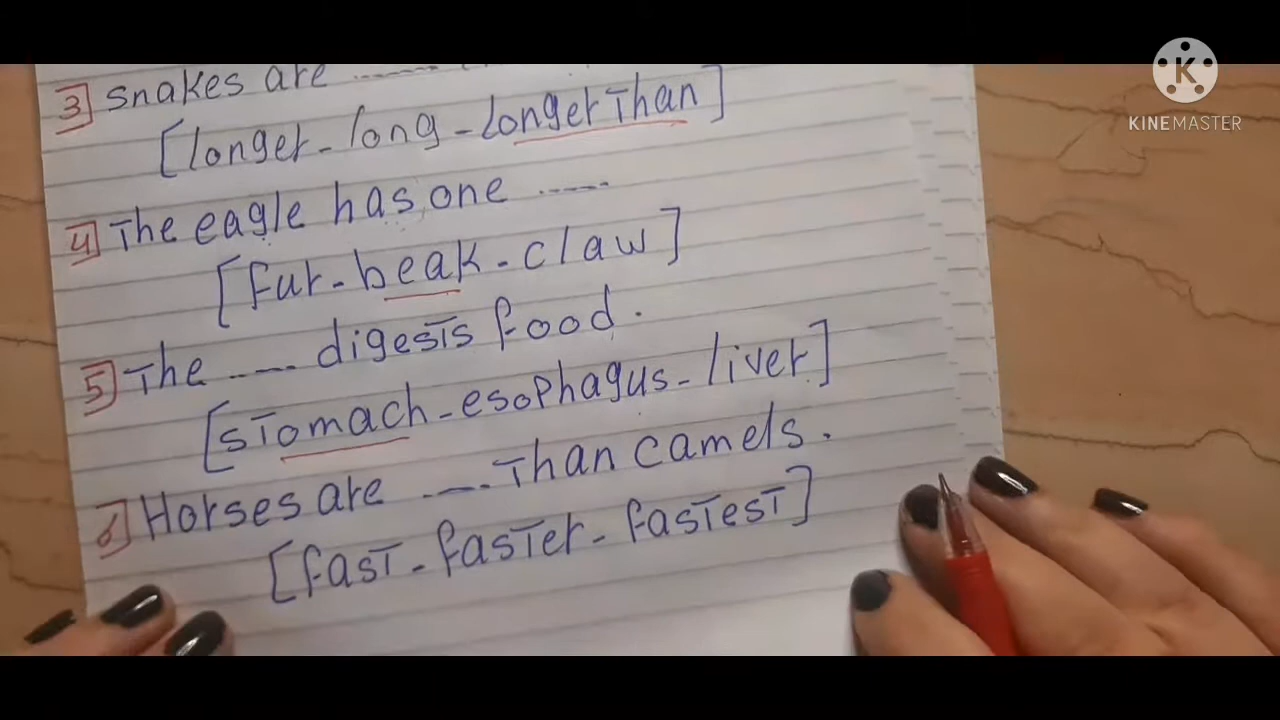 3 snakes are ......
[longer - long - longer Than]
4 The eagle has one .....
[fur - beak - claw]
5 The ..... digests food.
[stomach - esophagus - liver]
6 Horses are ..... Than camels.
[fast - faster - fastest]
K
KINEMASTER